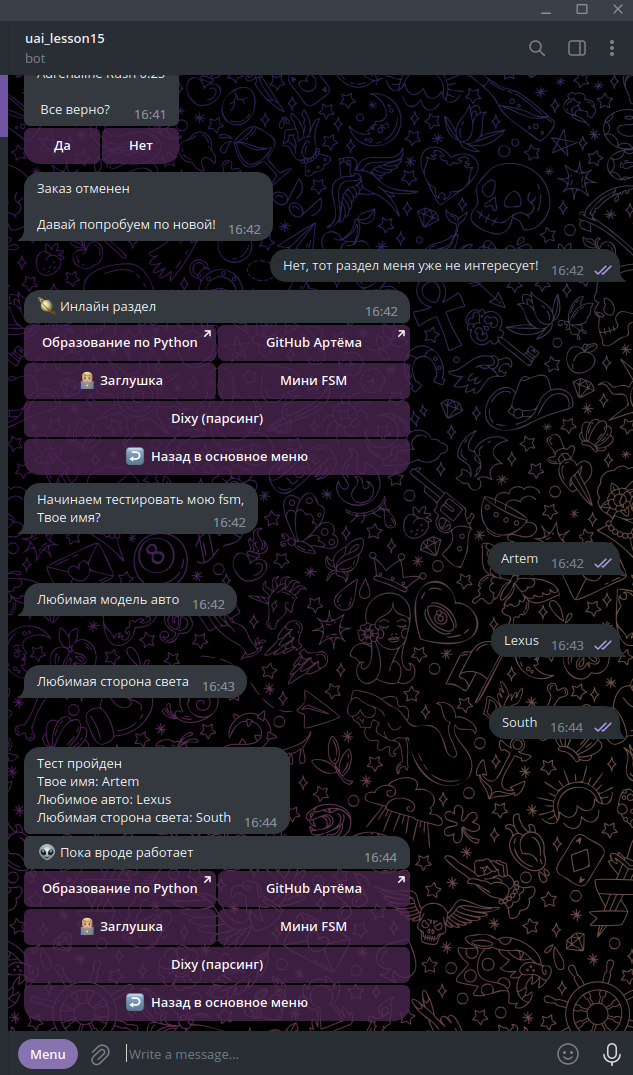 uai_lesson15
bot
Adrenaline Rush 0.25
Все верно?
16:41
Да
Нет
Заказ отменен
Давай попробуем по новой!
16:42
Нет, тот раздел меня уже не интересует!
16:42
Инлайн раздел
16:42
Образование по Python
GitHub Артёма
Заглушка
Мини FSM
Dixy (парсинг)
Назад в основное меню
Начинаем тестировать мою fsm,
Твое имя?
16:42
Artem
16:42
Любимая модель авто
16:42
Lexus
16:43
Любимая сторона света
16:43
South
16:44
Тест пройден
Твое имя: Artem
Любимое авто: Lexus
Любимая сторона света: South
16:44
Пока вроде работает
16:44
Образование по Python
GitHub Артёма
Заглушка
Мини FSM
Dixy (парсинг)
Назад в основное меню
Menu
Write a message...